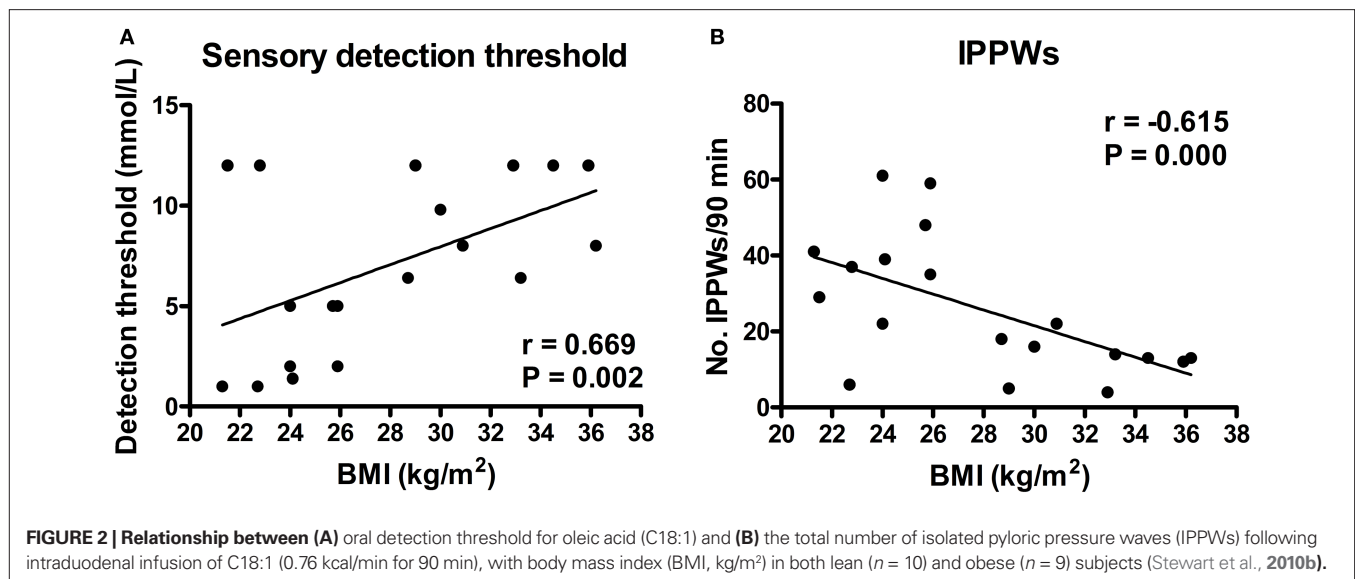 A
Sensory detection threshold
Detection threshold (mmol/L)
15
10
5
0
20 22 24 26 28 30 32 34 36 38
BMI (kg/m²)
r = 0.669
P = 0.002
B
IPPWs
No. IPPWs/90 min
80
60
40
20
0
20 22 24 26 28 30 32 34 36 38
BMI (kg/m²)
r = -0.615
P = 0.000
FIGURE 2 | Relationship between (A) oral detection threshold for oleic acid (C18:1) and (B) the total number of isolated pyloric pressure waves (IPPWs) following
intraduodenal infusion of C18:1 (0.76 kcal/min for 90 min), with body mass index (BMI, kg/m²) in both lean (n = 10) and obese (n = 9) subjects (Stewart et al., 2010b).